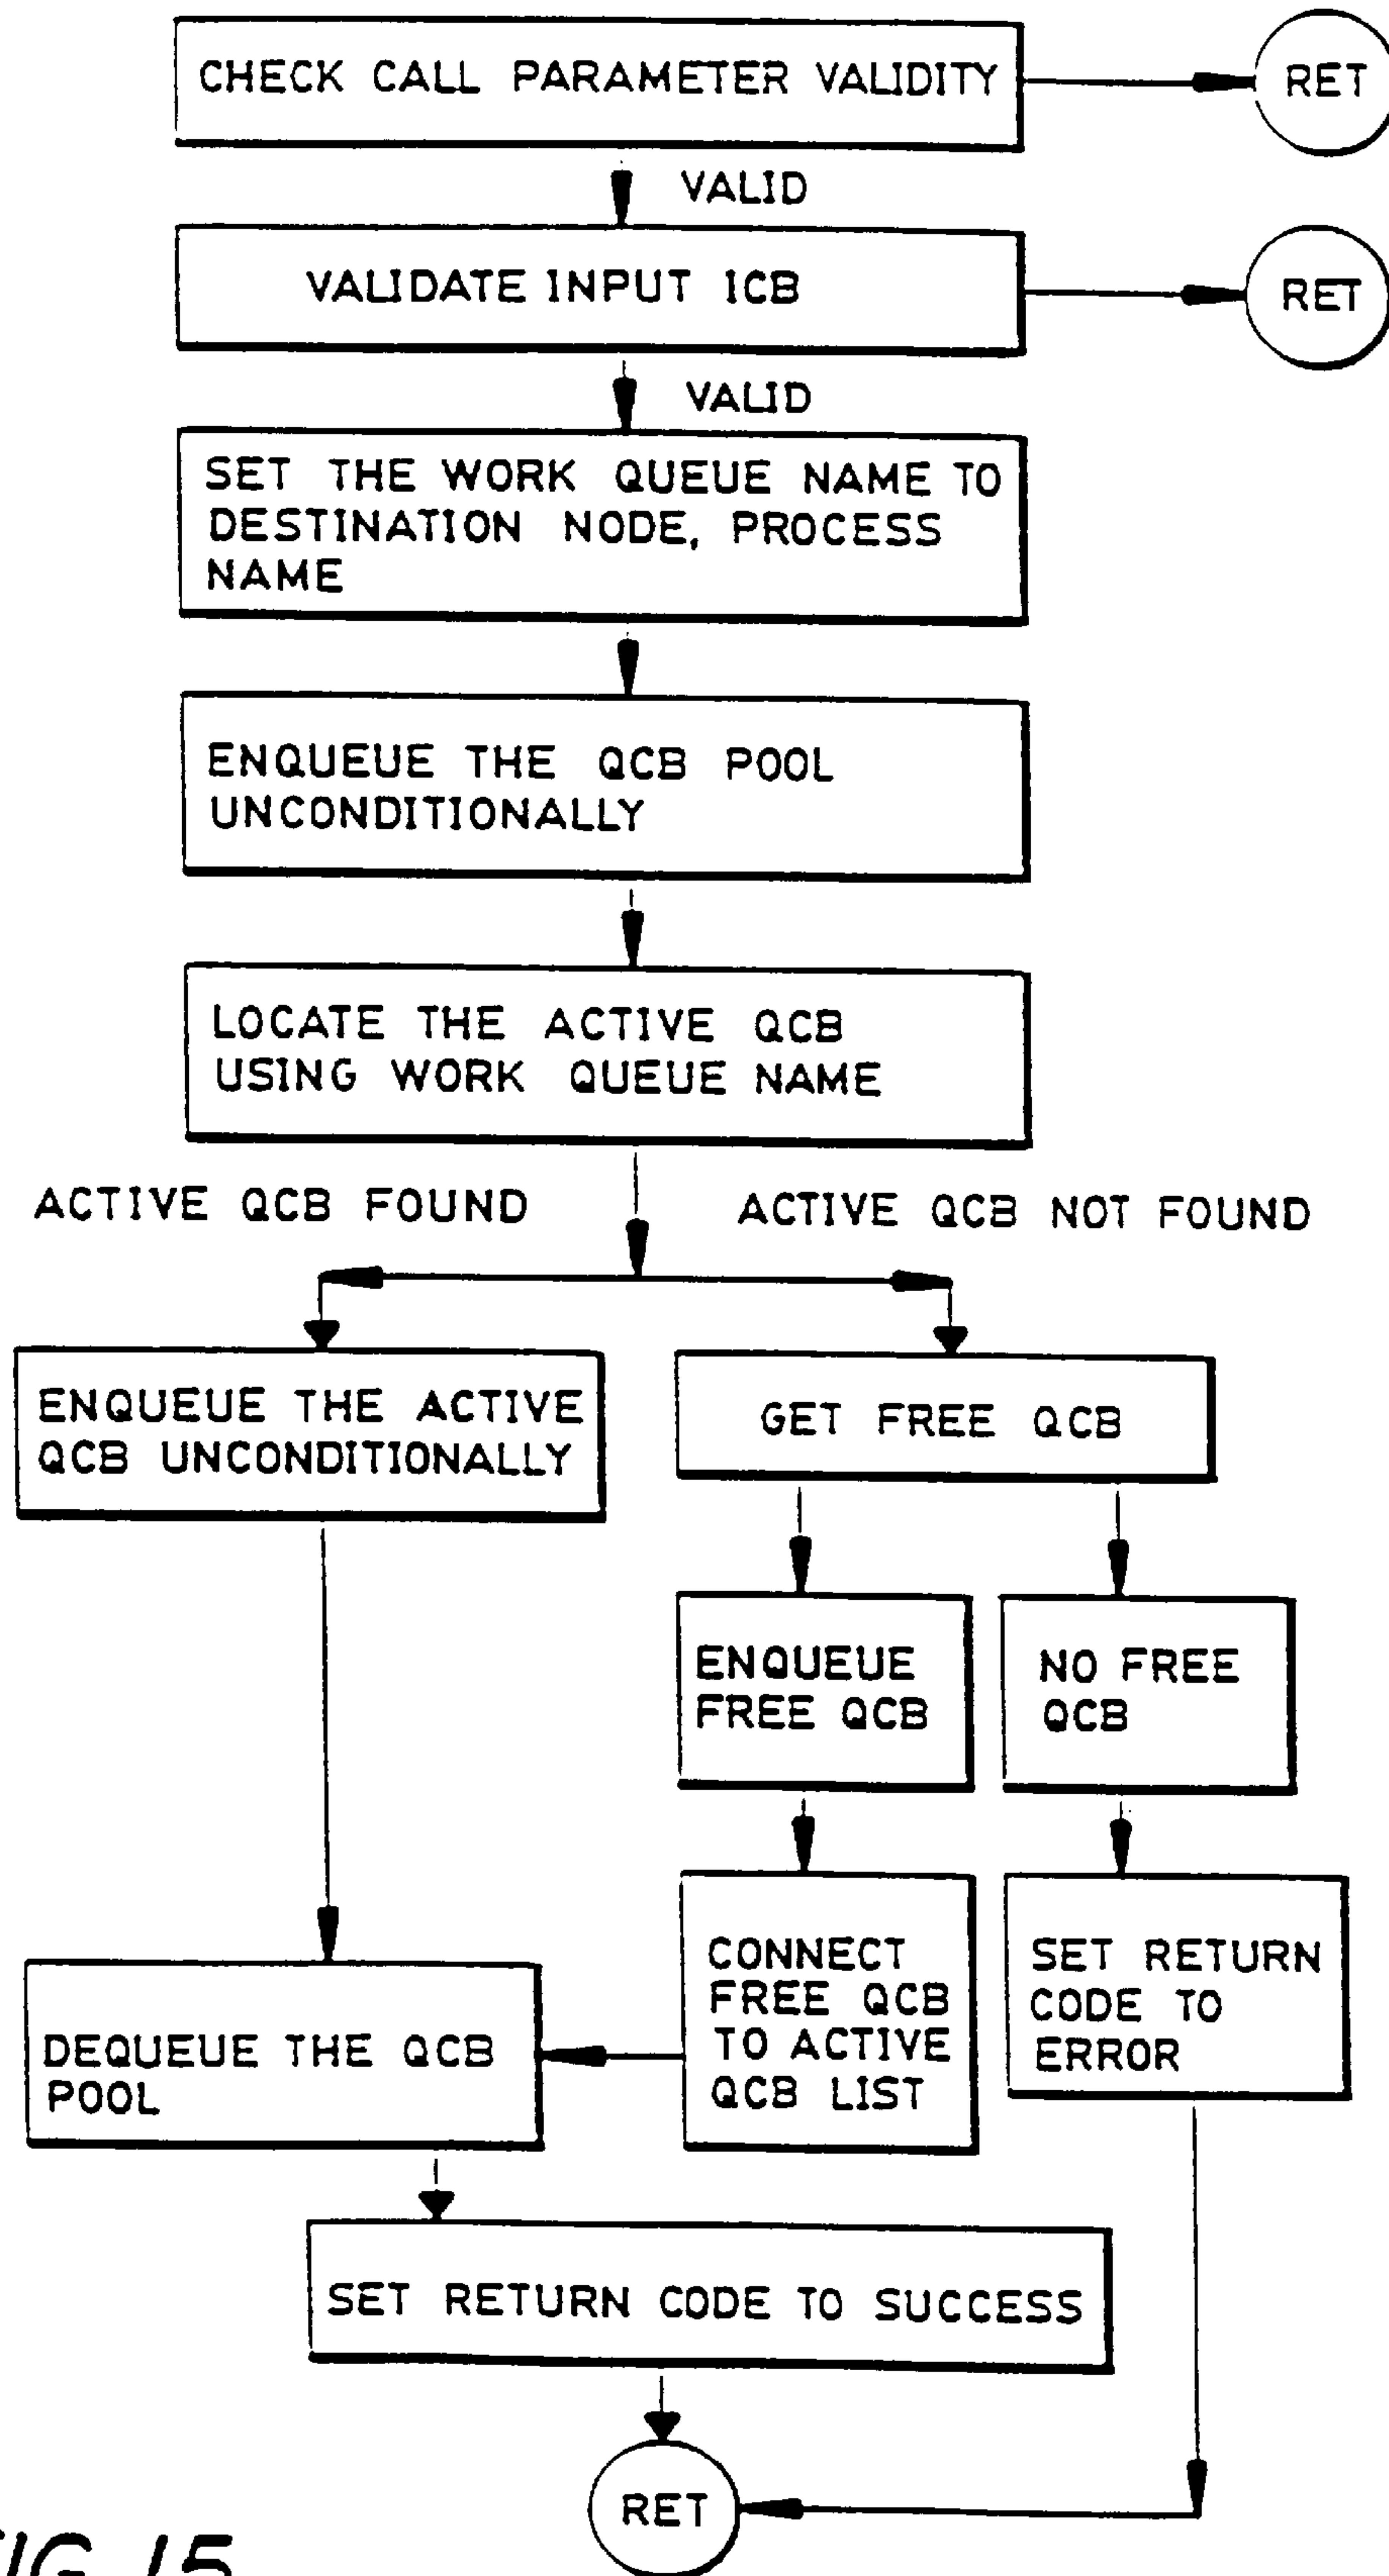 CHECK CALL PARAMETER VALIDITY
RET
VALID
VALIDATE INPUT ICB
RET
VALID
SET THE WORK QUEUE NAME TO
DESTINATION NODE, PROCESS
NAME
ENQUEUE THE QCB POOL
UNCONDITIONALLY
LOCATE THE ACTIVE QCB
USING WORK QUEUE NAME
ACTIVE QCB FOUND
ACTIVE QCB NOT FOUND
ENQUEUE THE ACTIVE
QCB UNCONDITIONALLY
GET FREE QCB
ENQUEUE
FREE QCB
NO FREE
QCB
DEQUEUE THE QCB
POOL
CONNECT
FREE QCB
TO ACTIVE
QCB LIST
SET RETURN
CODE TO
ERROR
SET RETURN CODE TO SUCCESS
RET
FIG. 15